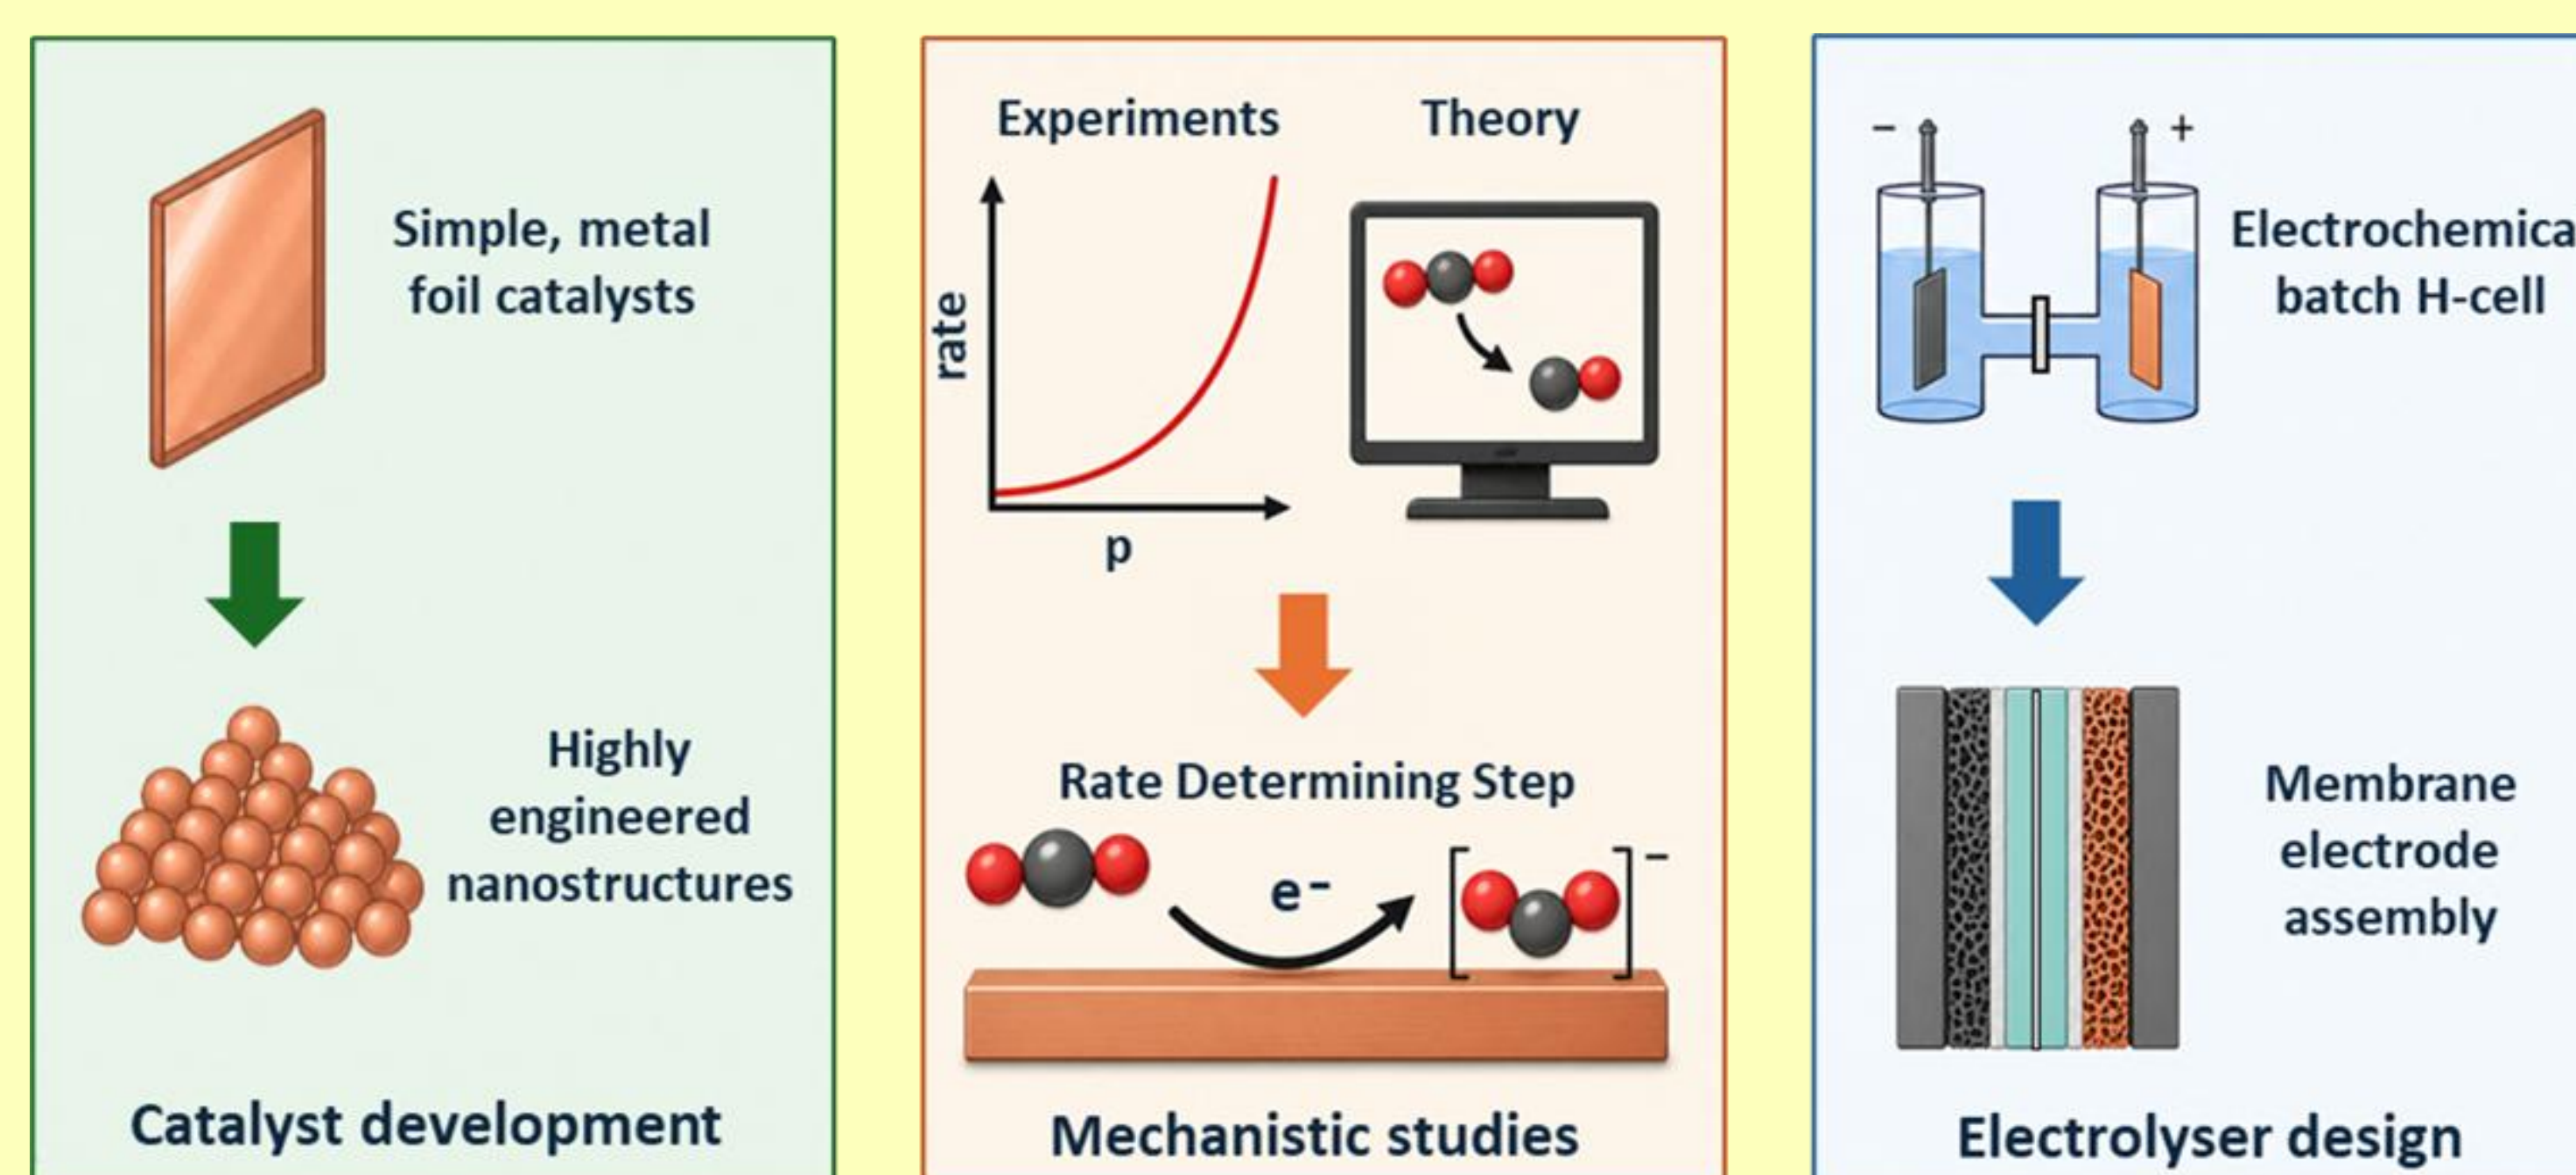 Simple, metal
foil catalysts
Highly
engineered
nanostructures
Catalyst development
Experiments
Theory
rate
p
Rate Determining Step
e⁻
[ ]⁻
Mechanistic studies
− +
Electrochemica
batch H-cell
Membrane
electrode
assembly
Electrolyser design